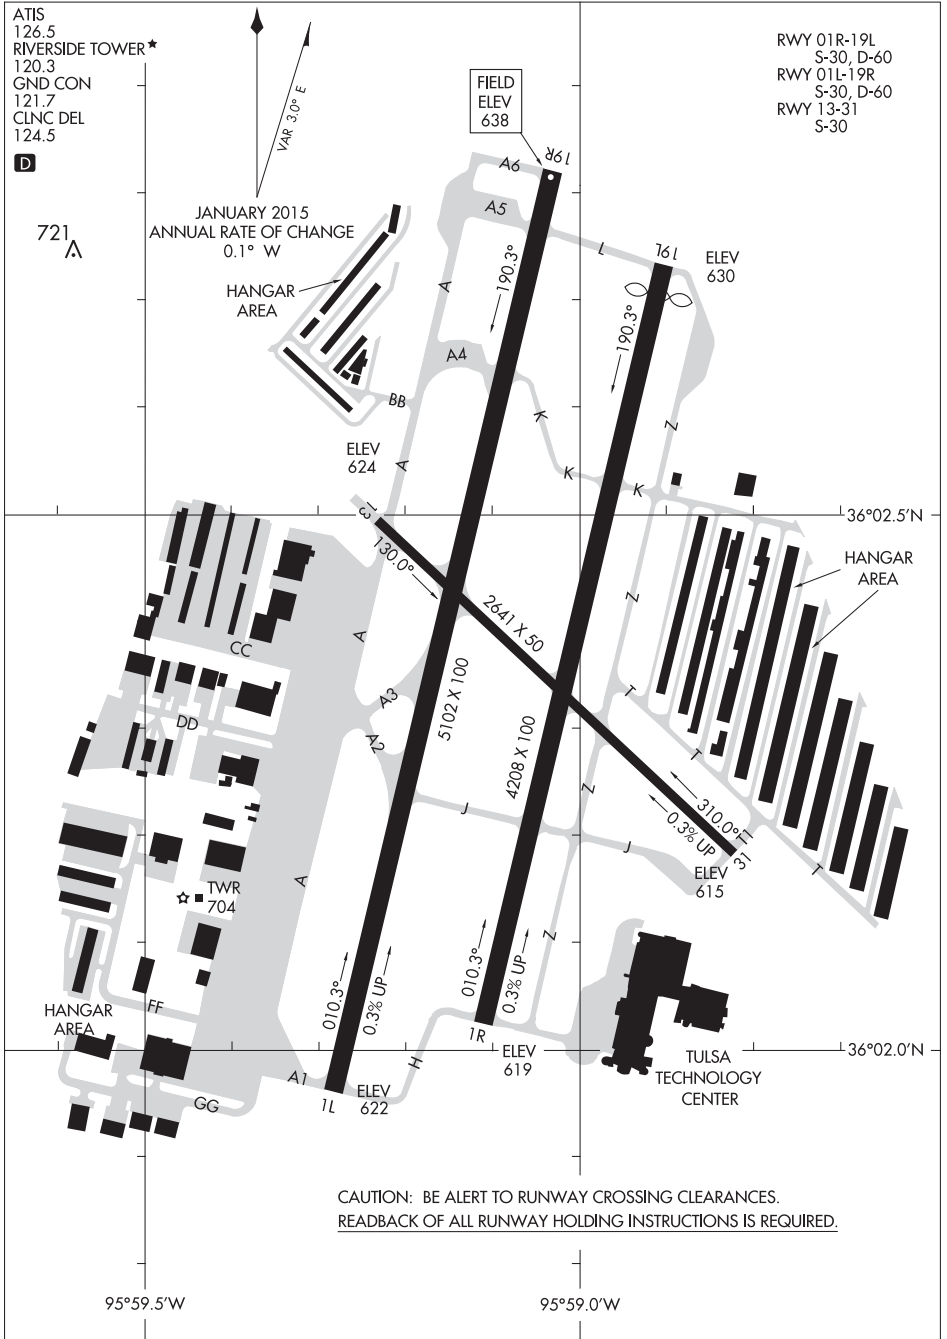 ATIS
126.5
RIVERSIDE TOWER★
120.3
GND CON
121.7
CLNC DEL
124.5
D
VAR 3.0° E
JANUARY 2015
ANNUAL RATE OF CHANGE
0.1° W
721
RWY 01R-19L
S-30, D-60
RWY 01L-19R
S-30, D-60
RWY 13-31
S-30
FIELD
ELEV
638
A6
19R
A5
L
19L
ELEV
630
190.3°
190.3°
A
HANGAR
AREA
A4
BB
K
Z
ELEV
624
A
K
K
13
36°02.5'N
130.0°
HANGAR
AREA
2641 X 50
Z
A
CC
A3
5102 X 100
T
DD
A2
T
4208 X 100
Z
J
310.0°
0.3% UP
T1
31
J
T
ELEV
615
A
TWR
704
Z
010.3°
0.3% UP
010.3°
0.3% UP
HANGAR
AREA
FF
1R
ELEV
619
36°02.0'N
H
TULSA
TECHNOLOGY
CENTER
A1
1L
ELEV
622
GG
CAUTION: BE ALERT TO RUNWAY CROSSING CLEARANCES.
READBACK OF ALL RUNWAY HOLDING INSTRUCTIONS IS REQUIRED.
95°59.5'W
95°59.0'W